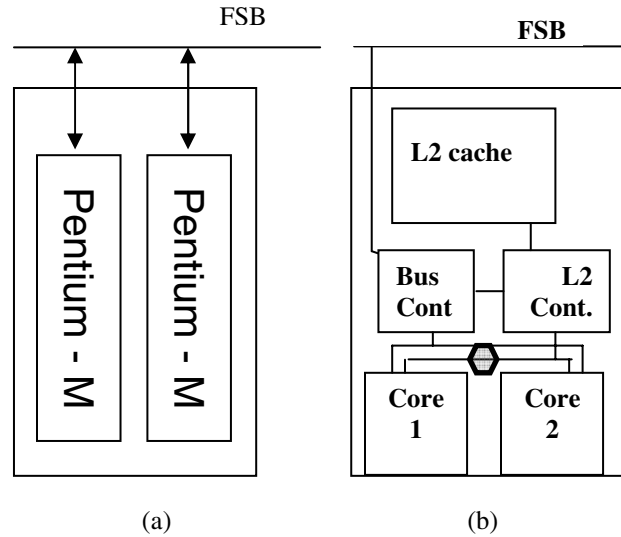 FSB
Pentium - M
Pentium - M
(a)
FSB
L2 cache
Bus
Cont
L2
Cont.
Core
1
Core
2
(b)